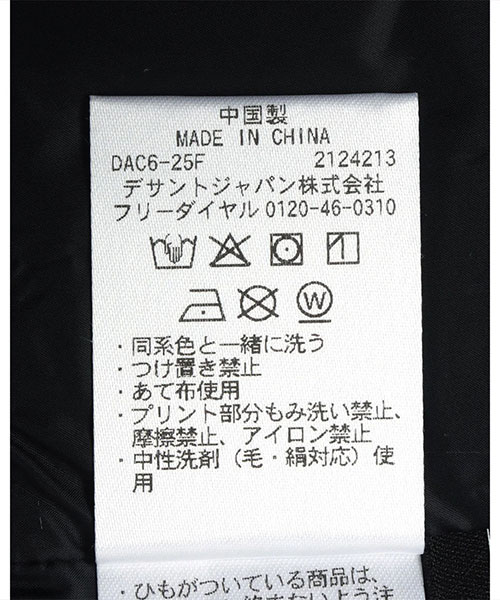 中国製
MADE IN CHINA
DAC6-25F 2124213
デサントジャパン株式会社
フリーダイヤル 0120-46-0310
W
・同系色と一緒に洗う
・つけ置き禁止
・あて布使用
・プリント部分もみ洗い禁止、
摩擦禁止、アイロン禁止
・中性洗剤（毛・絹対応）使
用
・ひもがついている商品は、